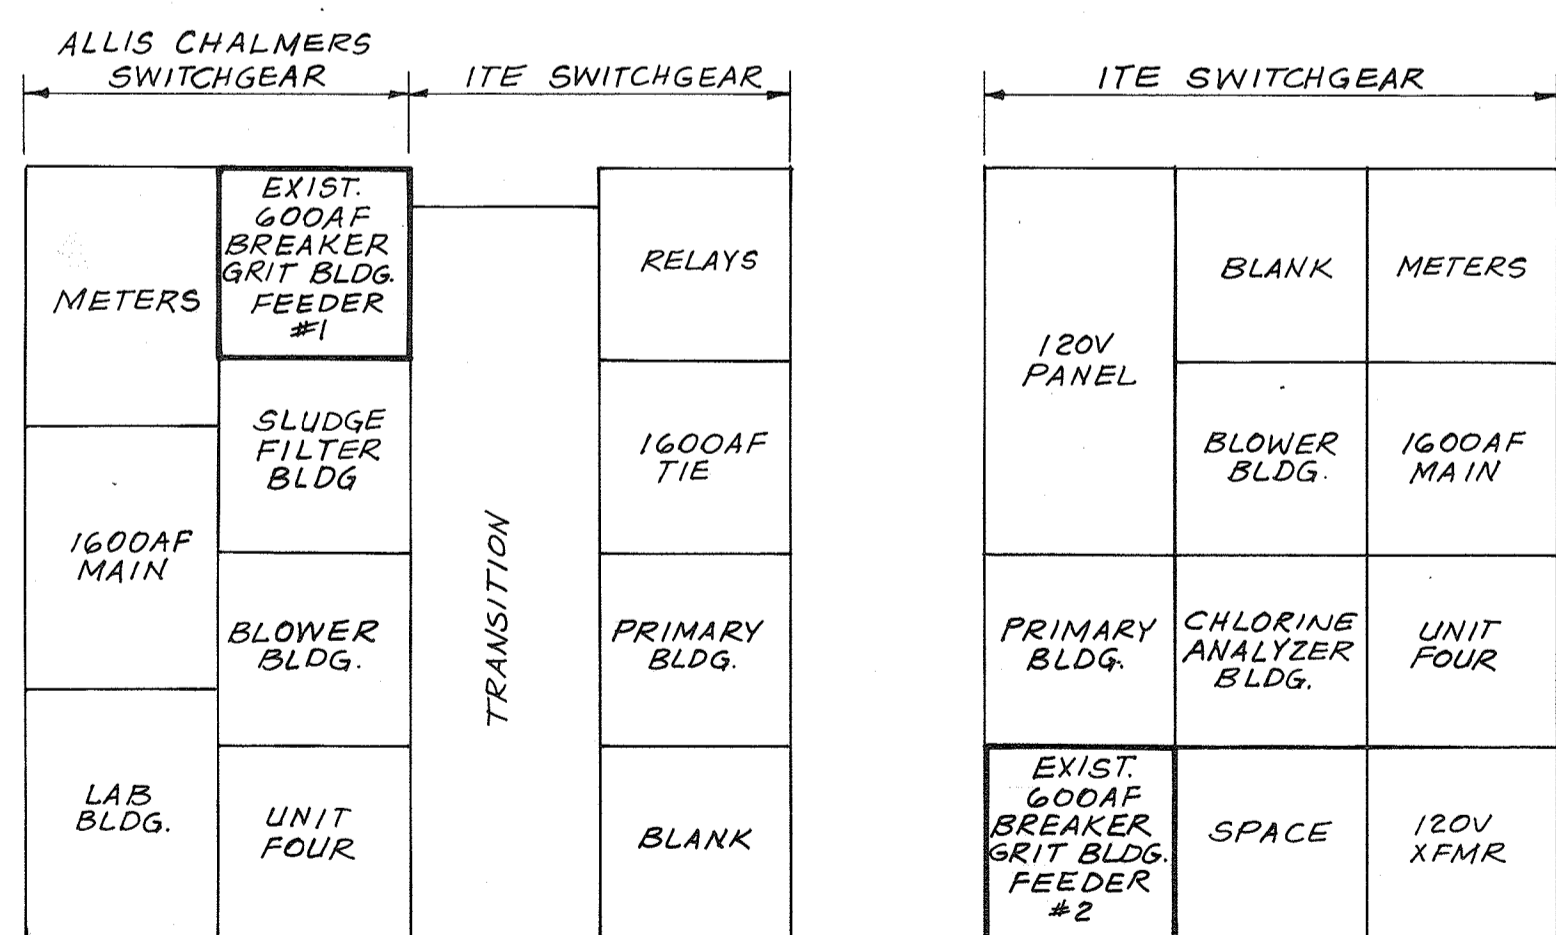 ALLIS CHALMERS
SWITCHGEAR
ITE SWITCHGEAR
METERS
1600AF
MAIN
LAB
BLDG.
EXIST.
600AF
BREAKER
GRIT BLDG.
FEEDER
#1
SLUDGE
FILTER
BLDG
BLOWER
BLDG.
UNIT
FOUR
TRANSITION
RELAYS
1600AF
TIE
PRIMARY
BLDG.
BLANK
ITE SWITCHGEAR
120V
PANEL
PRIMARY
BLDG.
EXIST.
600AF
BREAKER
GRIT BLDG.
FEEDER
#2
BLANK
BLOWER
BLDG.
CHLORINE
ANALYZER
BLDG.
SPACE
METERS
1600AF
MAIN
UNIT
FOUR
120V
XFMR